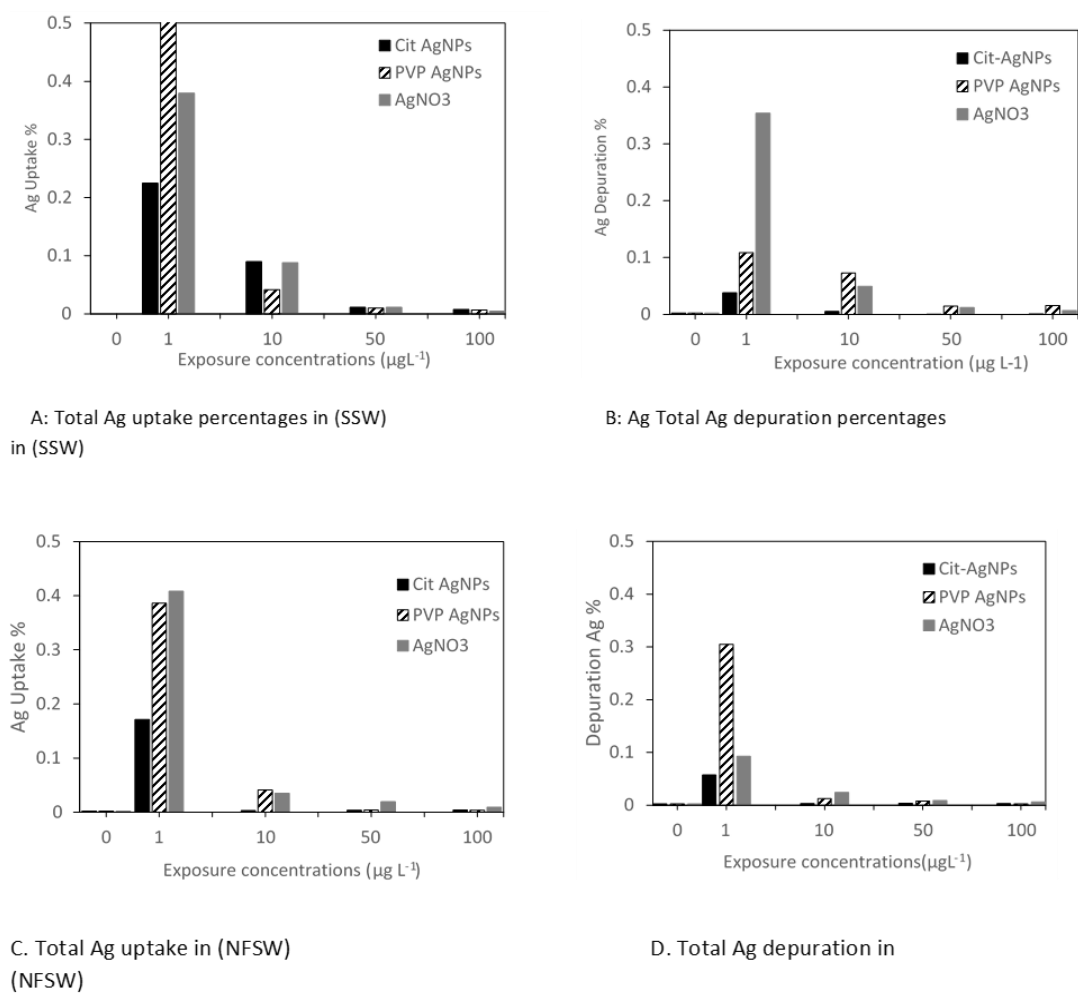 0.5
0.4
0.3
0.2
0.1
0
Ag Uptake %
Cit AgNPs
PVP AgNPs
AgNO3
0 1 10 50 100
Exposure concentrations (µgL-1)
0.5
0.4
0.3
0.2
0.1
0
Ag Depuration %
Cit-AgNPs
PVP AgNPs
AgNO3
0 1 10 50 100
Exposure concentration (µg L-1)
A: Total Ag uptake percentages in (SSW) B: Ag Total Ag depuration percentages
in (SSW)
0.5
0.4
0.3
0.2
0.1
0
Ag Uptake %
Cit AgNPs
PVP AgNPs
AgNO3
0 1 10 50 100
Exposure concentrations (µg L-1)
0.5
0.4
0.3
0.2
0.1
0
Depuration Ag %
Cit-AgNPs
PVP AgNPs
AgNO3
0 1 10 50 100
Exposure concentrations(µgL-1)
C. Total Ag uptake in (NFSW) D. Total Ag depuration in
(NFSW)